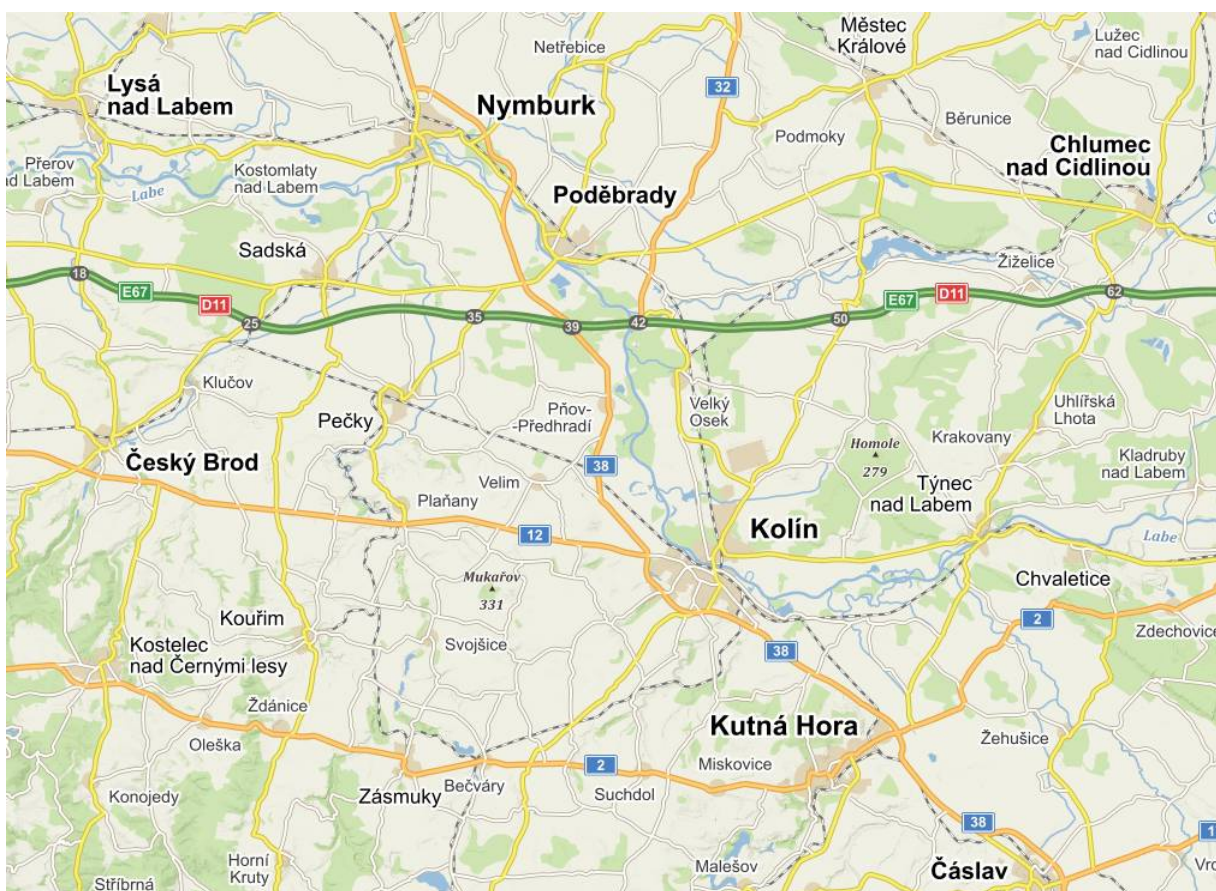 Městec
Králové
Lužec
nad Cidlinou
Netřebice
Lysá
nad Labem
Nymburk
32
Podmoky
Běrunice
Chlumec
nad Cidlinou
Přerov
nad Labem
Labe
Kostomlaty
nad Labem
Poděbrady
Sadská
Žiželice
18
E67
D11
25
35
39
42
50
E67
D11
62
Klučov
Pečky
Pňov-
-Předhradí
Velký
Osek
Uhlířská
Lhota
Český Brod
38
Homole
279
Krakovany
Kladruby
nad Labem
Velim
Plaňany
Týnec
nad Labem
12
Kolín
Labe
Mukařov
331
Chvaletice
Kouřim
Svojšice
2
Zdechovice
Kostelec
nad Černými lesy
38
Ždánice
Kutná Hora
Oleška
Žehušice
Zásmuky
Bečváry
2
Miskovice
Suchdol
Konojedy
38
Horní
Kruty
Malešov
Čáslav
Stříbrná